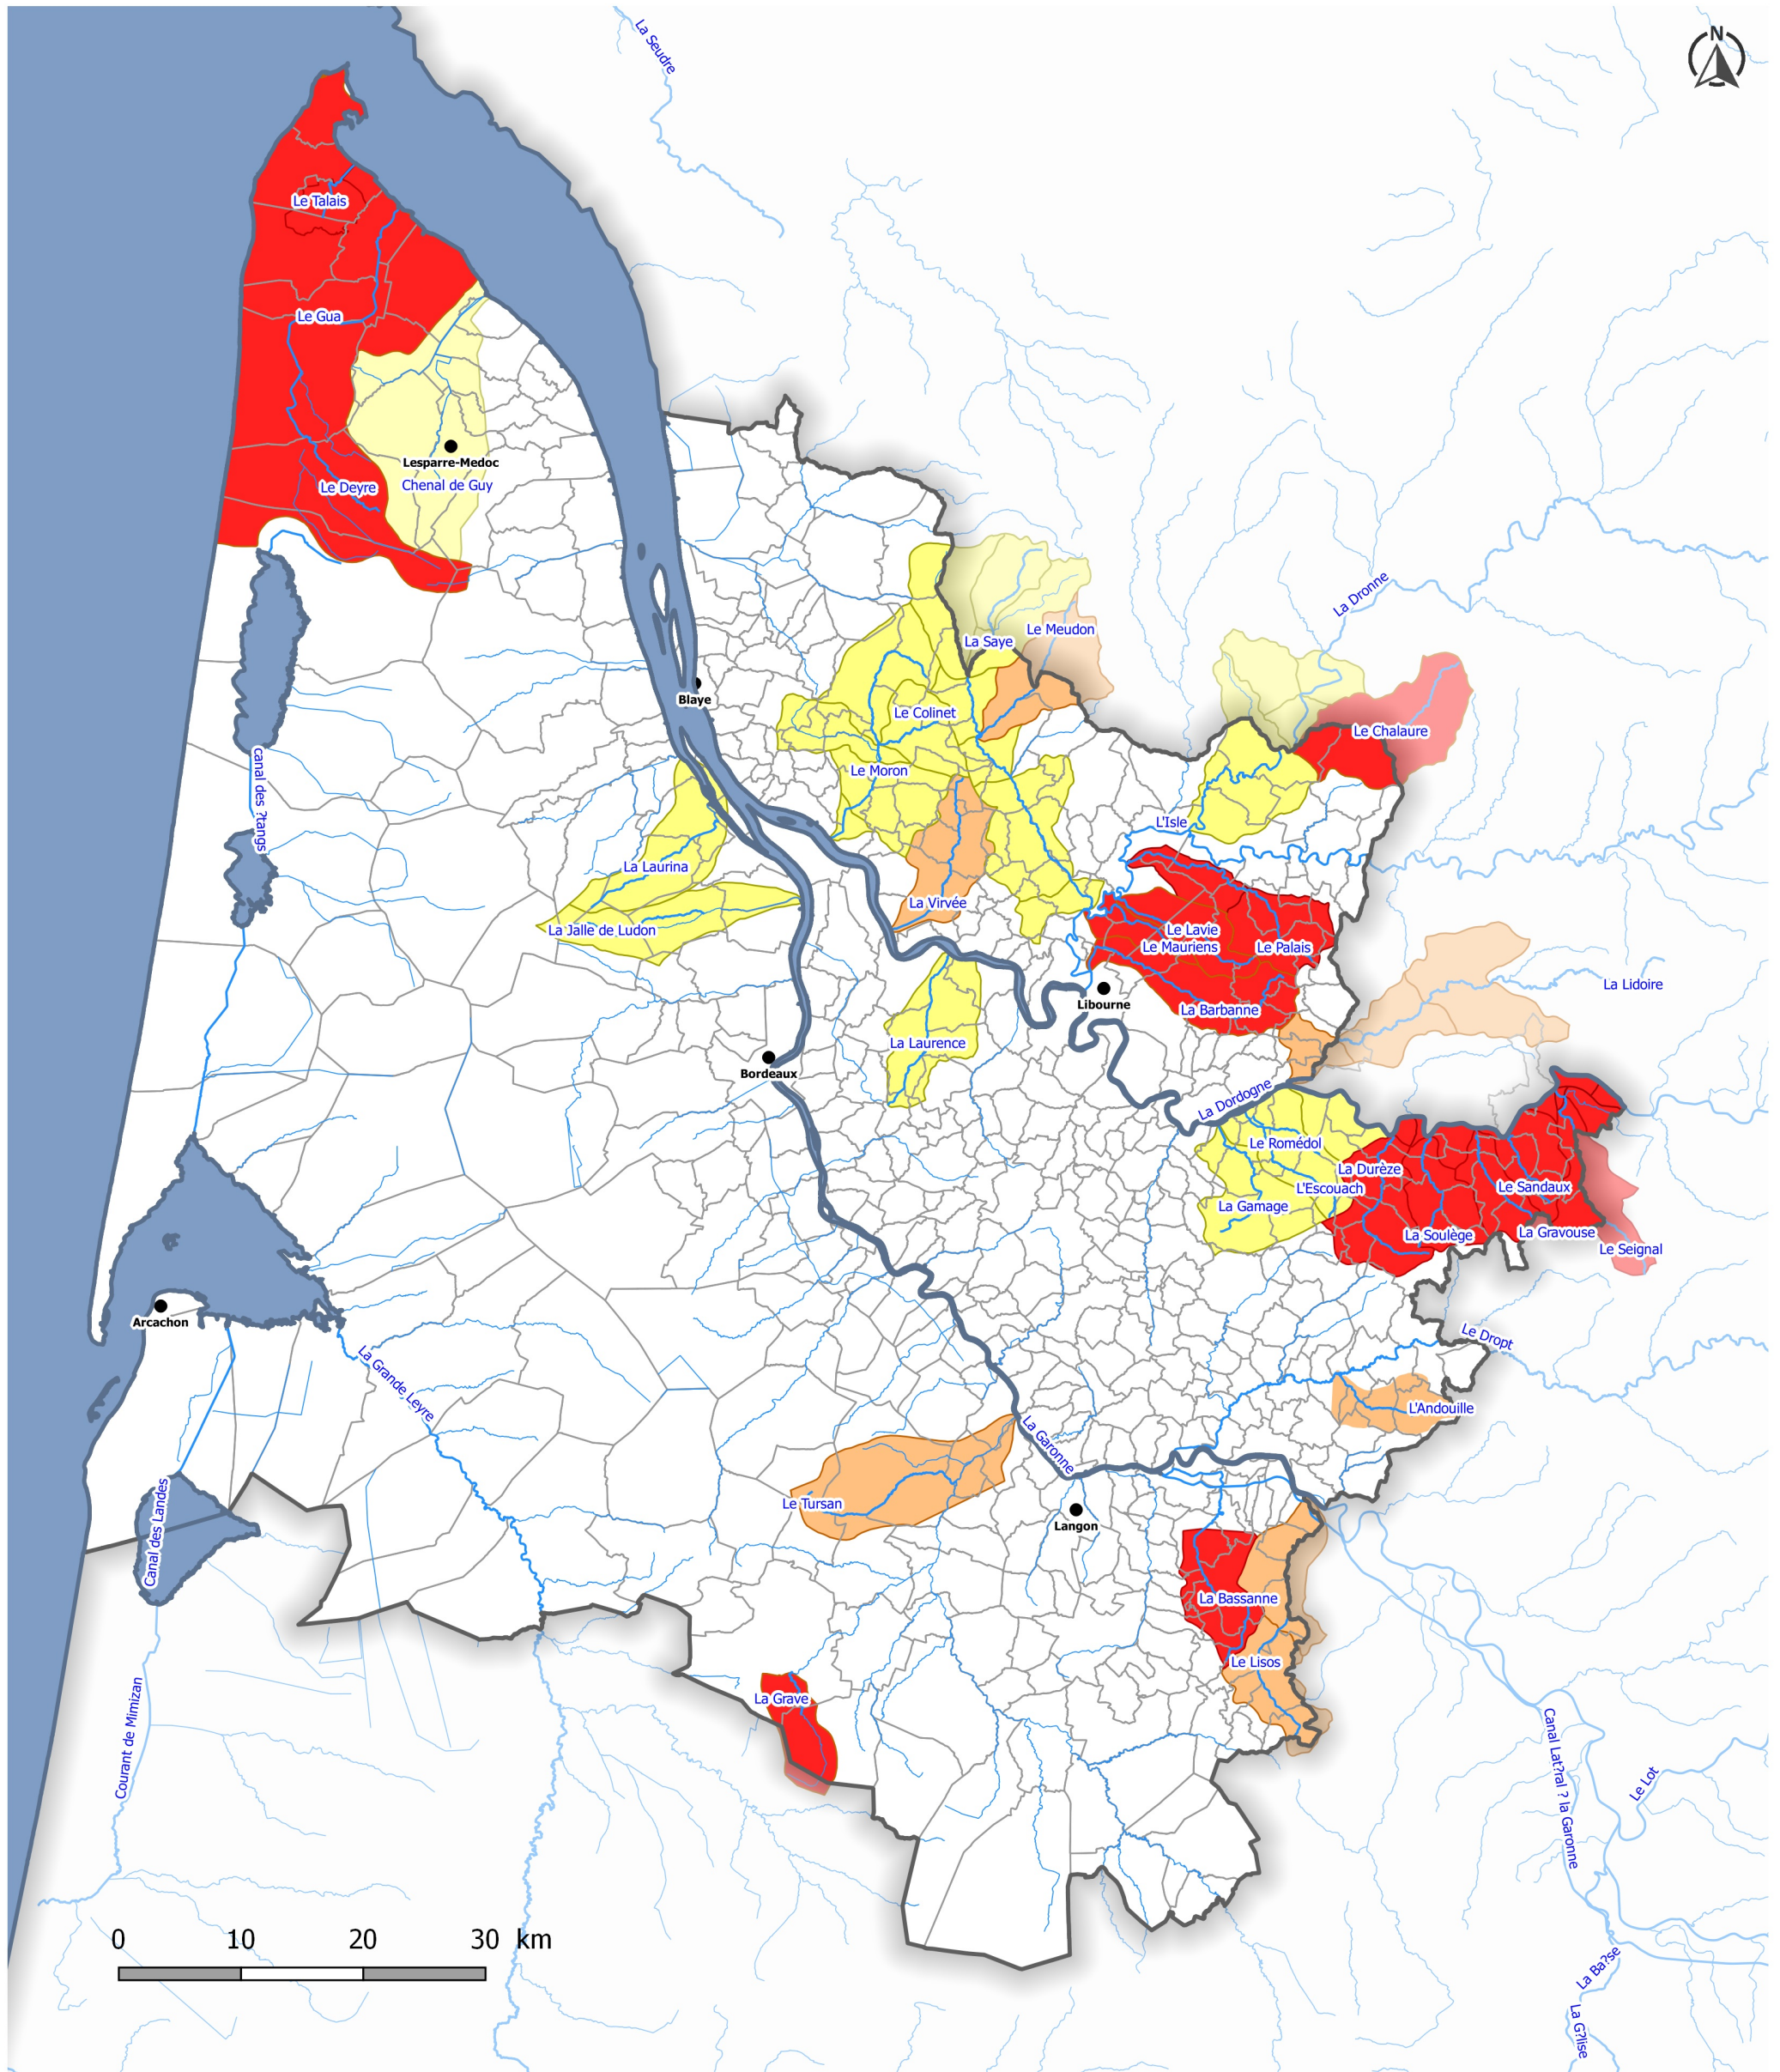 N
La Seudre
Le Talais
Le Gua
Lesparre-Medoc
Le Deyre
Chenal de Guy
La Dronne
Le Meudon
La Saye
Blaye
Le Colinet
Le Chalaure
Le Moron
canal des ?tangs
L'Isle
La Laurina
La Virvée
La Jalle de Ludon
Le Lavie
Le Mauriens
Le Palais
La Lidoire
Libourne
La Barbanne
La Laurence
Bordeaux
La Dordogne
Le Romédol
La Durèze
L'Escouach
Le Sandaux
La Gamage
La Soulège
La Gravouse
Le Seignal
Arcachon
Le Dropt
La Grande Leyre
L'Andouille
La Garonne
Le Tursan
Langon
Canal des Landes
La Bassanne
Le Lisos
La Grave
Courant de Mimizan
Canal Lat?ral ? la Garonne
Le Lot
0 10 20 30 km
La Ba?se
La G?lise